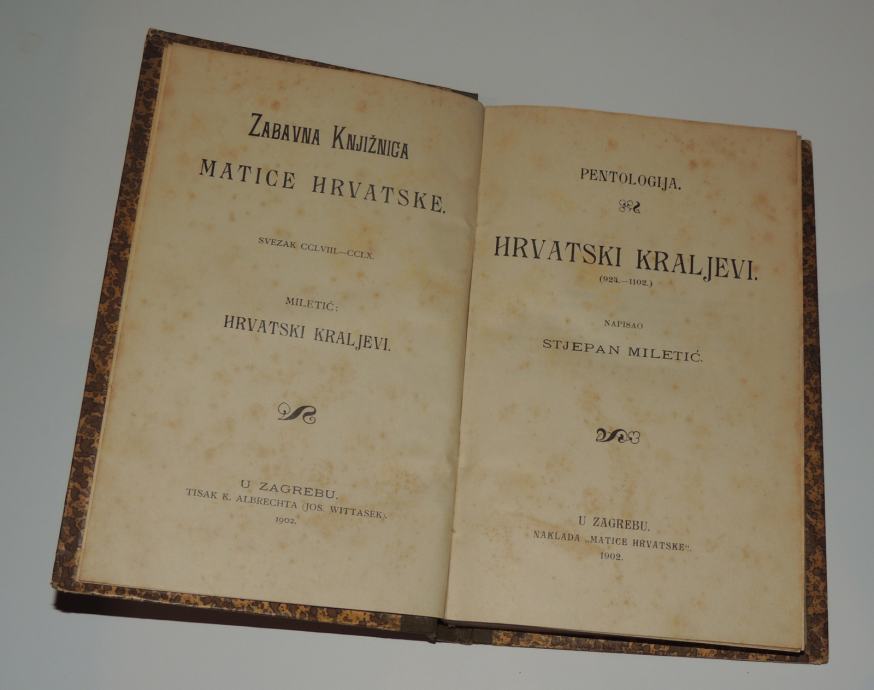 ZABAVNA KNJIŽNICA
MATICE HRVATSKE.
SVEZAK CCLVIII.—CCLX.
MILETIĆ:
HRVATSKI KRALJEVI.
U ZAGREBU.
TISAK K. ALBRECHTA (JOS. WITTASEK).
1902.
PENTOLOGIJA.
HRVATSKI KRALJEVI.
(924.—1102.)
NAPISAO
STJEPAN MILETIĆ.
U ZAGREBU.
NAKLADA „MATICE HRVATSKE“.
1902.